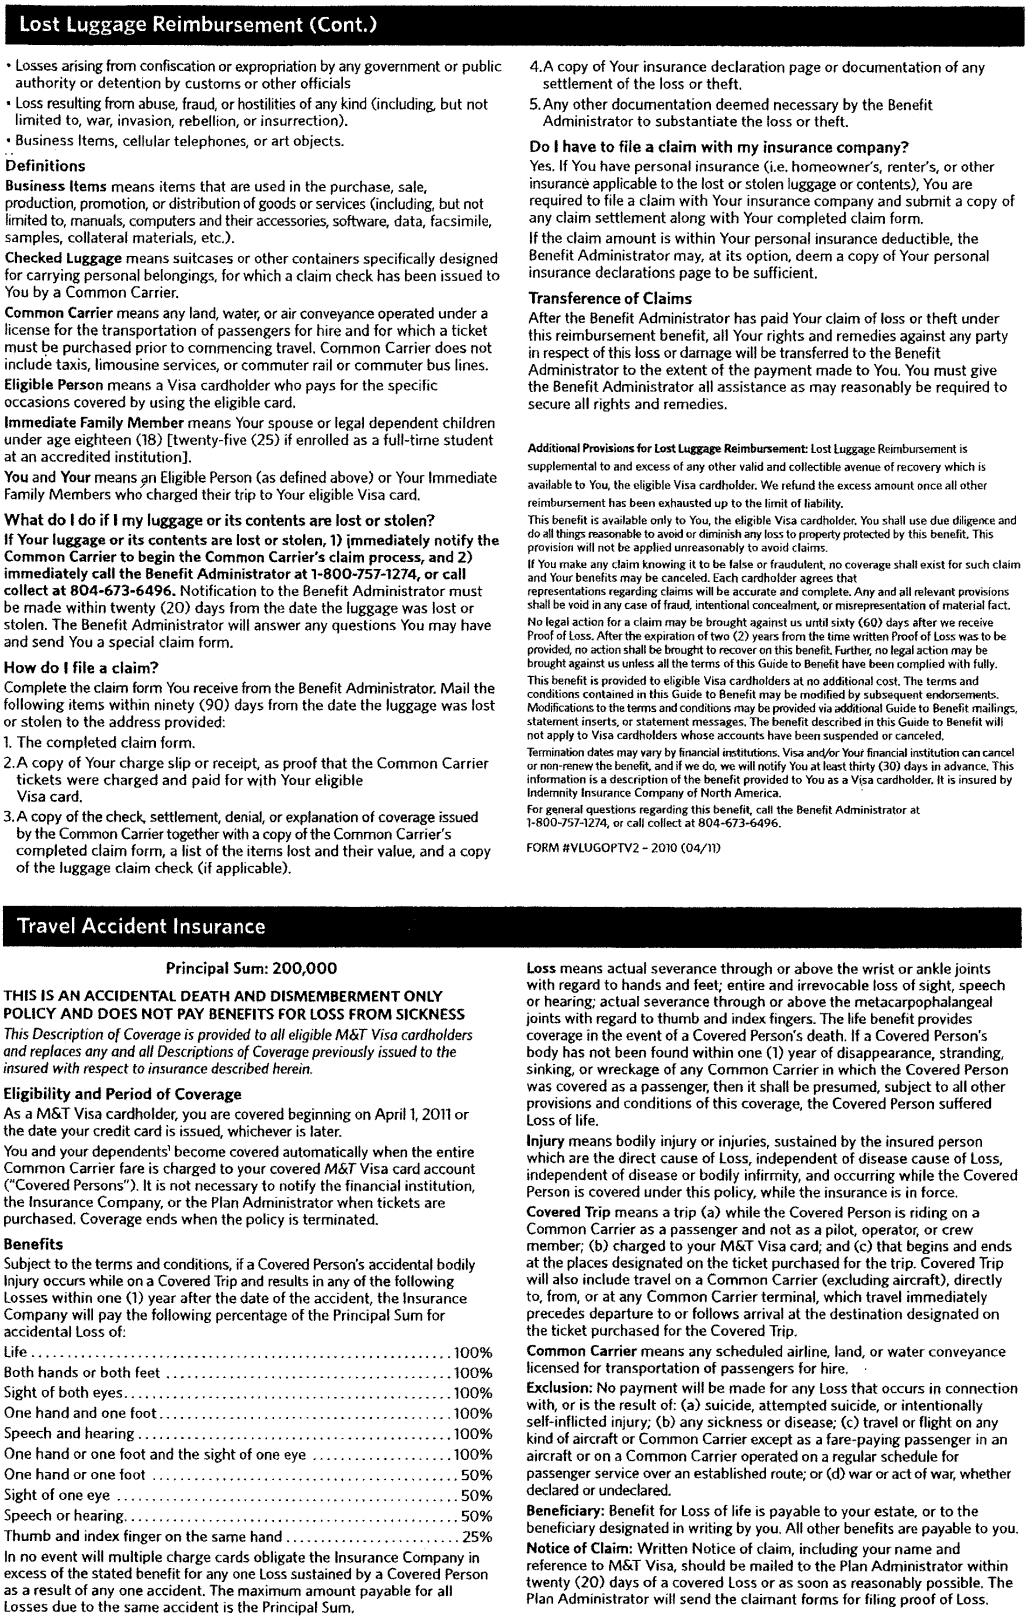 Lost Luggage Reimbursement (Cont.)
• Losses arising from confiscation or expropriation by any government or public
authority or detention by customs or other officials
• Loss resulting from abuse, fraud, or hostilities of any kind (including, but not
limited to, war, invasion, rebellion, or insurrection).
• Business Items, cellular telephones, or art objects.
Definitions
Business Items means items that are used in the purchase, sale,
production, promotion, or distribution of goods or services (including, but not
limited to, manuals, computers and their accessories, software, data, facsimile,
samples, collateral materials, etc.).
Checked Luggage means suitcases or other containers specifically designed
for carrying personal belongings, for which a claim check has been issued to
You by a Common Carrier.
Common Carrier means any land, water, or air conveyance operated under a
license for the transportation of passengers for hire and for which a ticket
must be purchased prior to commencing travel. Common Carrier does not
include taxis, limousine services, or commuter rail or commuter bus lines.
Eligible Person means a Visa cardholder who pays for the specific
occasions covered by using the eligible card.
Immediate Family Member means Your spouse or legal dependent children
under age eighteen (18) [twenty-five (25) if enrolled as a full-time student
at an accredited institution].
You and Your means an Eligible Person (as defined above) or Your Immediate
Family Members who charged their trip to Your eligible Visa card.
What do I do if I my luggage or its contents are lost or stolen?
If Your luggage or its contents are lost or stolen, 1) immediately notify the
Common Carrier to begin the Common Carrier's claim process, and 2)
immediately call the Benefit Administrator at 1-800-757-1274, or call
collect at 804-673-6496. Notification to the Benefit Administrator must
be made within twenty (20) days from the date the luggage was lost or
stolen. The Benefit Administrator will answer any questions You may have
and send You a special claim form.
How do I file a claim?
Complete the claim form You receive from the Benefit Administrator. Mail the
following items within ninety (90) days from the date the luggage was lost
or stolen to the address provided:
1. The completed claim form.
2.A copy of Your charge slip or receipt, as proof that the Common Carrier
tickets were charged and paid for with Your eligible
Visa card.
3.A copy of the check, settlement, denial, or explanation of coverage issued
by the Common Carrier together with a copy of the Common Carrier's
completed claim form, a list of the items lost and their value, and a copy
of the luggage claim check (if applicable).
4.A copy of Your insurance declaration page or documentation of any
settlement of the loss or theft.
5.Any other documentation deemed necessary by the Benefit
Administrator to substantiate the loss or theft.
Do I have to file a claim with my insurance company?
Yes. If You have personal insurance (i.e. homeowner's, renter's, or other
insurance applicable to the lost or stolen luggage or contents), You are
required to file a claim with Your insurance company and submit a copy of
any claim settlement along with Your completed claim form.
If the claim amount is within Your personal insurance deductible, the
Benefit Administrator may, at its option, deem a copy of Your personal
insurance declarations page to be sufficient.
Transference of Claims
After the Benefit Administrator has paid Your claim of loss or theft under
this reimbursement benefit, all Your rights and remedies against any party
in respect of this loss or damage will be transferred to the Benefit
Administrator to the extent of the payment made to You. You must give
the Benefit Administrator all assistance as may reasonably be required to
secure all rights and remedies.
Additional Provisions for Lost Luggage Reimbursement: Lost Luggage Reimbursement is
supplemental to and excess of any other valid and collectible avenue of recovery which is
available to You, the eligible Visa cardholder. We refund the excess amount once all other
reimbursement has been exhausted up to the limit of liability.
This benefit is available only to You, the eligible Visa cardholder. You shall use due diligence and
do all things reasonable to avoid or diminish any loss to property protected by this benefit. This
provision will not be applied unreasonably to avoid claims.
If You make any claim knowing it to be false or fraudulent, no coverage shall exist for such claim
and Your benefits may be canceled. Each cardholder agrees that
representations regarding claims will be accurate and complete. Any and all relevant provisions
shall be void in any case of fraud, intentional concealment, or misrepresentation of material fact.
No legal action for a claim may be brought against us until sixty (60) days after we receive
Proof of Loss. After the expiration of two (2) years from the time written Proof of Loss was to be
provided, no action shall be brought to recover on this benefit. Further, no legal action may be
brought against us unless all the terms of this Guide to Benefit have been complied with fully.
This benefit is provided to eligible Visa cardholders at no additional cost. The terms and
conditions contained in this Guide to Benefit may be modified by subsequent endorsements.
Modifications to the terms and conditions may be provided via additional Guide to Benefit mailings,
statement inserts, or statement messages. The benefit described in this Guide to Benefit will
not apply to Visa cardholders whose accounts have been suspended or canceled.
Termination dates may vary by financial institutions. Visa and/or Your financial institution can cancel
or non-renew the benefit, and if we do, we will notify You at least thirty (30) days in advance. This
information is a description of the benefit provided to You as a Visa cardholder. It is insured by
Indemnity Insurance Company of North America.
For general questions regarding this benefit, call the Benefit Administrator at
1-800-757-1274, or call collect at 804-673-6496.
FORM #VLUGOPTV2 – 2010 (04/11)
Travel Accident Insurance
Principal Sum: 200,000
THIS IS AN ACCIDENTAL DEATH AND DISMEMBERMENT ONLY
POLICY AND DOES NOT PAY BENEFITS FOR LOSS FROM SICKNESS
This Description of Coverage is provided to all eligible M&T Visa cardholders
and replaces any and all Descriptions of Coverage previously issued to the
insured with respect to insurance described herein.
Eligibility and Period of Coverage
As a M&T Visa cardholder, you are covered beginning on April 1, 2011 or
the date your credit card is issued, whichever is later.
You and your dependents¹ become covered automatically when the entire
Common Carrier fare is charged to your covered M&T Visa card account
("Covered Persons"). It is not necessary to notify the financial institution,
the Insurance Company, or the Plan Administrator when tickets are
purchased. Coverage ends when the policy is terminated.
Benefits
Subject to the terms and conditions, if a Covered Person's accidental bodily
Injury occurs while on a Covered Trip and results in any of the following
Losses within one (1) year after the date of the accident, the Insurance
Company will pay the following percentage of the Principal Sum for
accidental Loss of:
Life ........................................................ 100%
Both hands or both feet ...................................... 100%
Sight of both eyes ........................................... 100%
One hand and one foot ....................................... 100%
Speech and hearing .......................................... 100%
One hand or one foot and the sight of one eye ................... 100%
One hand or one foot ......................................... 50%
Sight of one eye ............................................. 50%
Speech or hearing ............................................ 50%
Thumb and index finger on the same hand ........................ 25%
In no event will multiple charge cards obligate the Insurance Company in
excess of the stated benefit for any one Loss sustained by a Covered Person
as a result of any one accident. The maximum amount payable for all
Losses due to the same accident is the Principal Sum.
Loss means actual severance through or above the wrist or ankle joints
with regard to hands and feet; entire and irrevocable loss of sight, speech
or hearing; actual severance through or above the metacarpophalangeal
joints with regard to thumb and index fingers. The life benefit provides
coverage in the event of a Covered Person's death. If a Covered Person's
body has not been found within one (1) year of disappearance, stranding,
sinking, or wreckage of any Common Carrier in which the Covered Person
was covered as a passenger, then it shall be presumed, subject to all other
provisions and conditions of this coverage, the Covered Person suffered
Loss of life.
Injury means bodily injury or injuries, sustained by the insured person
which are the direct cause of Loss, independent of disease cause of Loss,
independent of disease or bodily infirmity, and occurring while the Covered
Person is covered under this policy, while the insurance is in force.
Covered Trip means a trip (a) while the Covered Person is riding on a
Common Carrier as a passenger and not as a pilot, operator, or crew
member; (b) charged to your M&T Visa card; and (c) that begins and ends
at the places designated on the ticket purchased for the trip. Covered Trip
will also include travel on a Common Carrier (excluding aircraft), directly
to, from, or at any Common Carrier terminal, which travel immediately
precedes departure to or follows arrival at the destination designated on
the ticket purchased for the Covered Trip.
Common Carrier means any scheduled airline, land, or water conveyance
licensed for transportation of passengers for hire.
Exclusion: No payment will be made for any Loss that occurs in connection
with, or is the result of: (a) suicide, attempted suicide, or intentionally
self-inflicted injury; (b) any sickness or disease; (c) travel or flight on any
kind of aircraft or Common Carrier except as a fare-paying passenger in an
aircraft or on a Common Carrier operated on a regular schedule for
passenger service over an established route; or (d) war or act of war, whether
declared or undeclared.
Beneficiary: Benefit for Loss of life is payable to your estate, or to the
beneficiary designated in writing by you. All other benefits are payable to you.
Notice of Claim: Written Notice of claim, including your name and
reference to M&T Visa, should be mailed to the Plan Administrator within
twenty (20) days of a covered Loss or as soon as reasonably possible. The
Plan Administrator will send the claimant forms for filing proof of Loss.